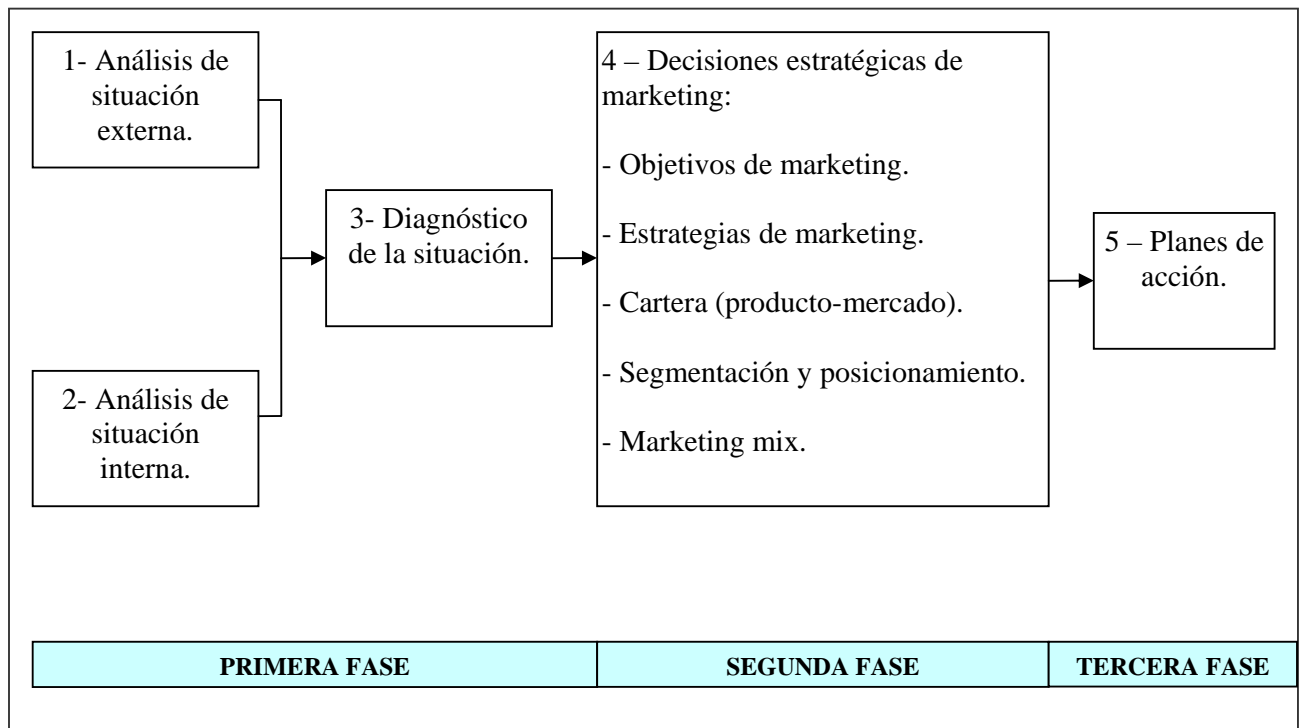 1- Análisis de
situación
externa.
2- Análisis de
situación
interna.
3- Diagnóstico
de la situación.
4 – Decisiones estratégicas de
marketing:
- Objetivos de marketing.
- Estrategias de marketing.
- Cartera (producto-mercado).
- Segmentación y posicionamiento.
- Marketing mix.
5 – Planes de
acción.
PRIMERA FASE
SEGUNDA FASE
TERCERA FASE